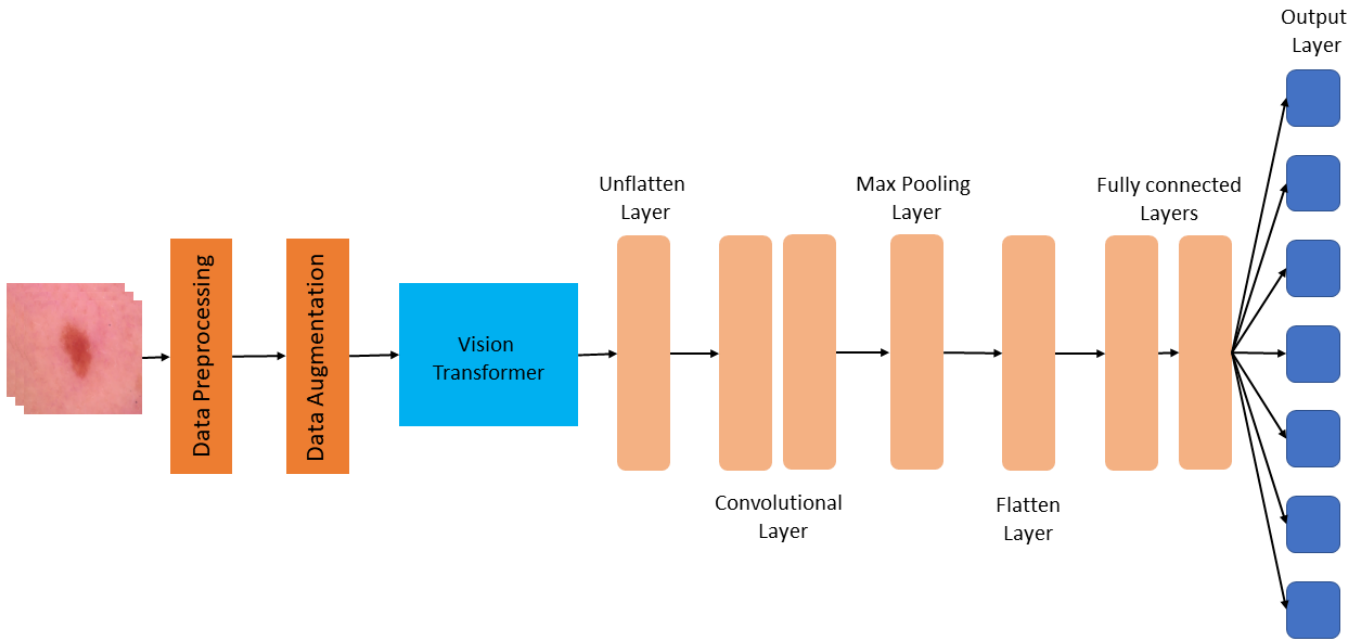 Output
Layer
Unflatten
Layer
Max Pooling
Layer
Fully connected
Layers
Data Preprocessing
Data Augmentation
Vision
Transformer
Convolutional
Layer
Flatten
Layer